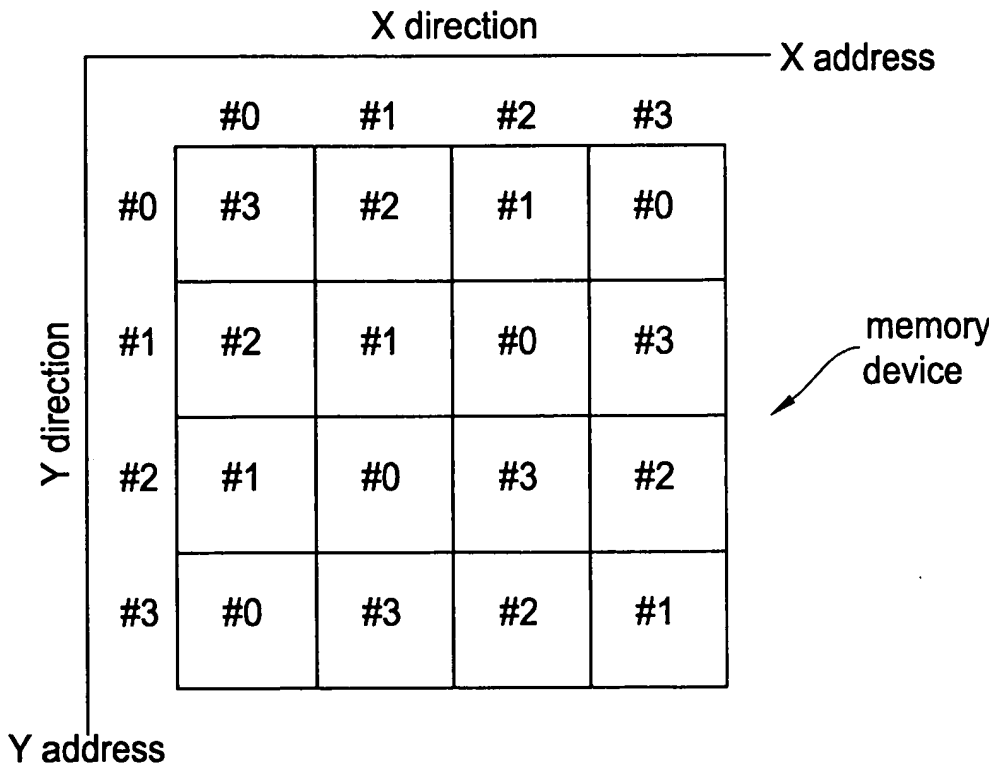 X direction
X address
#0 #1 #2 #3
#0 #3 #2 #1 #0
#1 #2 #1 #0 #3
#2 #1 #0 #3 #2
#3 #0 #3 #2 #1
Y direction
memory
device
Y address